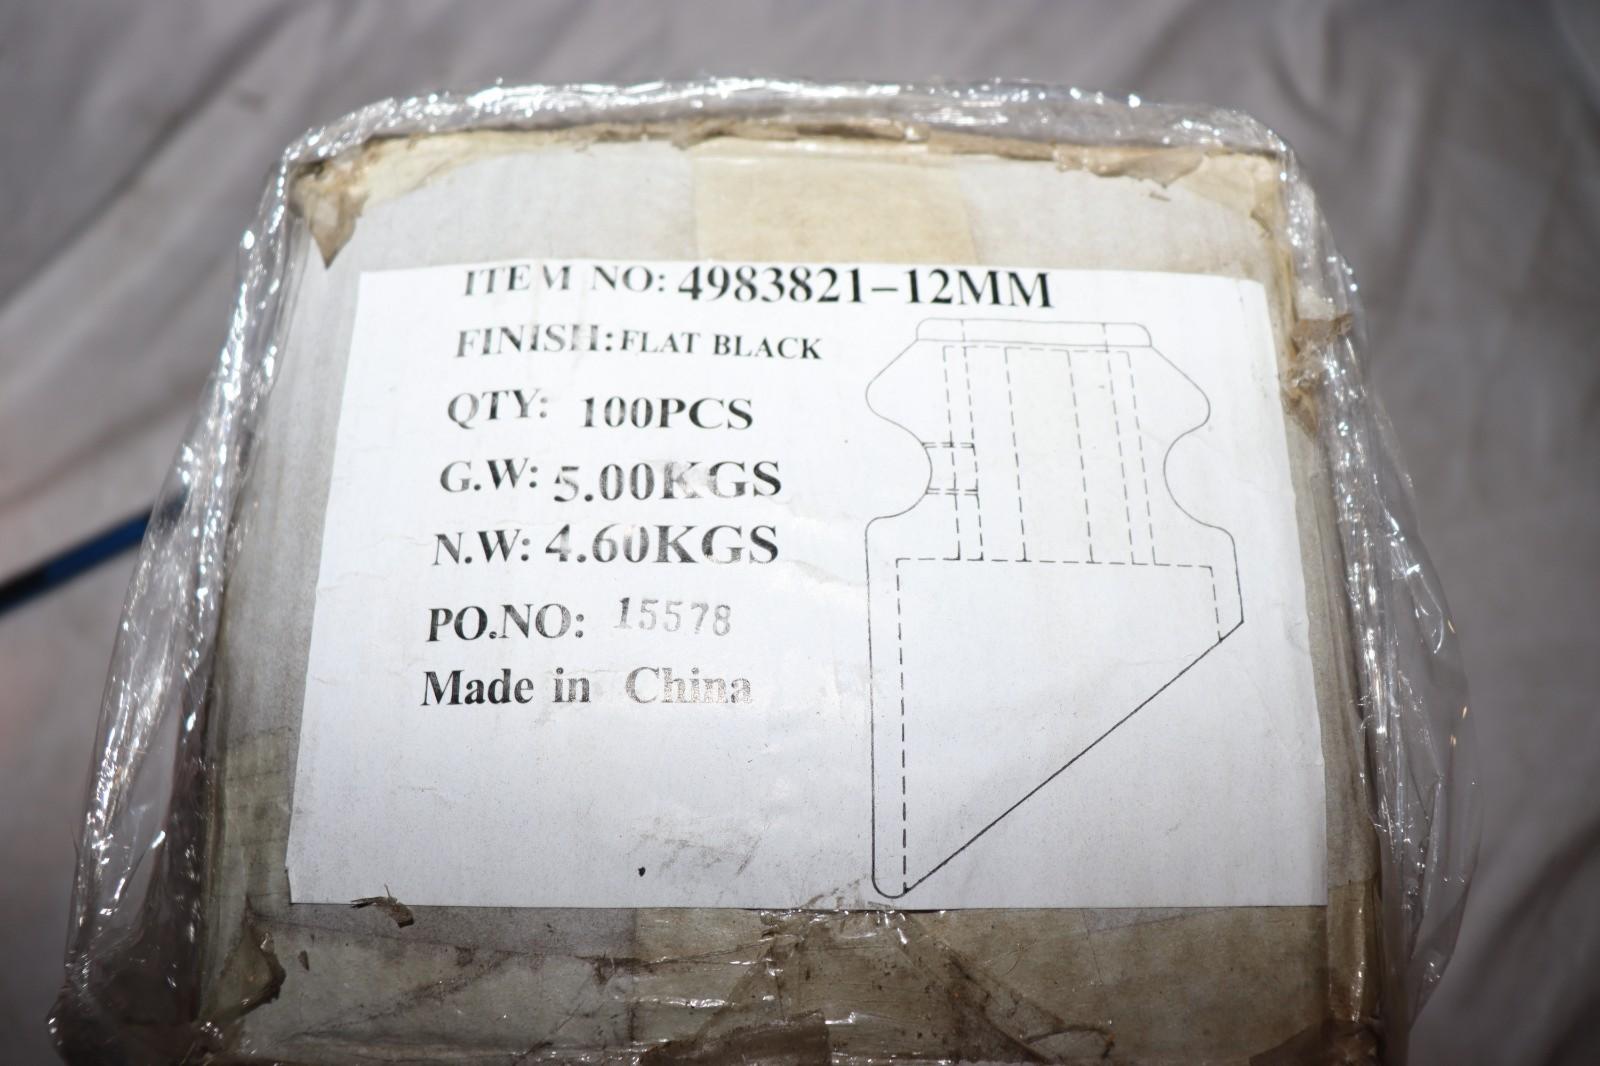 ITEM NO: 4983821-12MM
FINISH: FLAT BLACK
QTY: 100PCS
G.W: 5.00KGS
N.W: 4.60KGS
PO.NO: 15578
Made in China